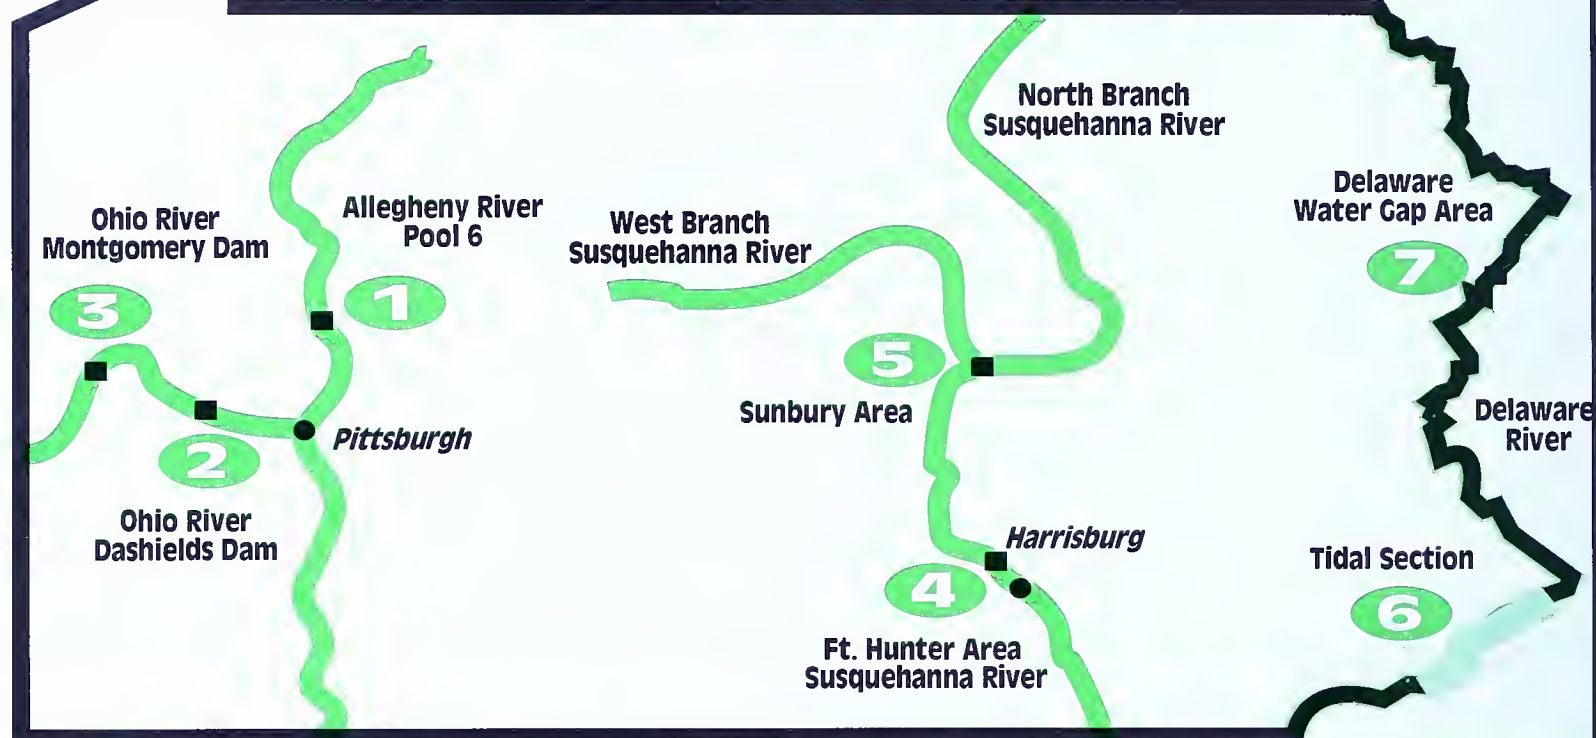 North Branch
Susquehanna River
Delaware
Water Gap Area
7
Allegheny River
Pool 6
1
Ohio River
Montgomery Dam
3
West Branch
Susquehanna River
5
Sunbury Area
Delaware
River
Pittsburgh
2
Ohio River
Dashields Dam
Harrisburg
4
Ft. Hunter Area
Susquehanna River
Tidal Section
6